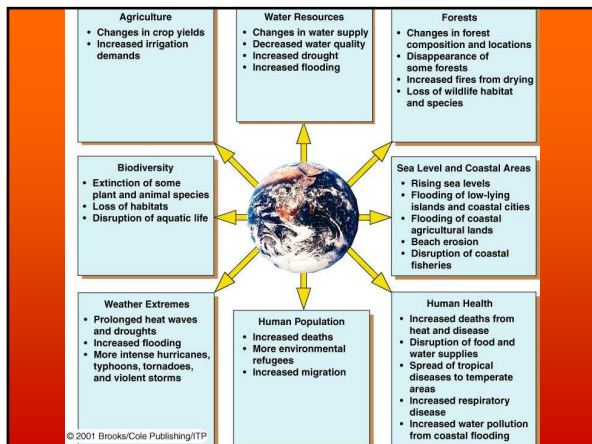 Agriculture
• Changes in crop yields
• Increased irrigation
demands
Water Resources
• Changes in water supply
• Decreased water quality
• Increased drought
• Increased flooding
Forests
• Changes in forest
composition and locations
• Disappearance of
some forests
• Increased fires from drying
• Loss of wildlife habitat
and species
Biodiversity
• Extinction of some
plant and animal species
• Loss of habitats
• Disruption of aquatic life
Sea Level and Coastal Areas
• Rising sea levels
• Flooding of low-lying
islands and coastal cities
• Flooding of coastal
agricultural lands
• Beach erosion
• Disruption of coastal
fisheries
Weather Extremes
• Prolonged heat waves
and droughts
• Increased flooding
• More intense hurricanes,
typhoons, tornadoes,
and violent storms
Human Population
• Increased deaths
• More environmental
refugees
• Increased migration
Human Health
• Increased deaths from
heat and disease
• Disruption of food and
water supplies
• Spread of tropical
diseases to temperate
areas
• Increased respiratory
disease
• Increased water pollution
from coastal flooding
© 2001 Brooks/Cole Publishing/ITP